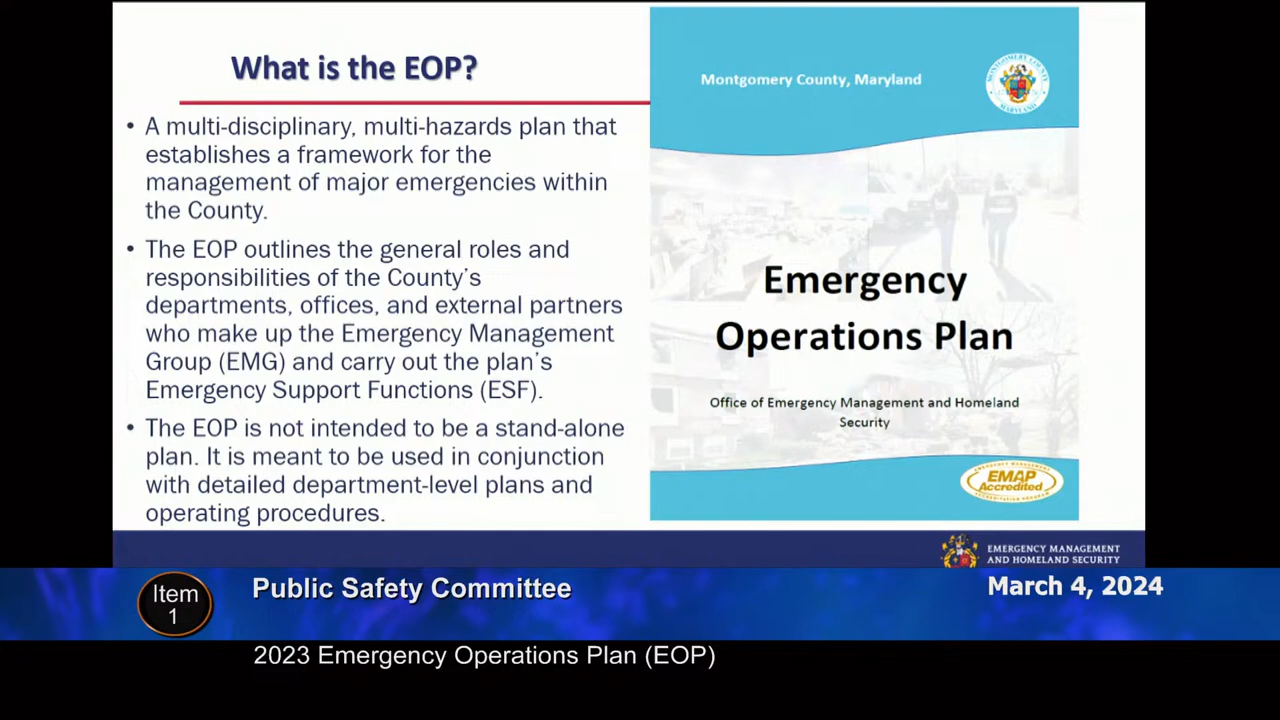 What is the EOP?
• A multi-disciplinary, multi-hazards plan that
establishes a framework for the
management of major emergencies within
the County.
• The EOP outlines the general roles and
responsibilities of the County's
departments, offices, and external partners
who make up the Emergency Management
Group (EMG) and carry out the plan's
Emergency Support Functions (ESF).
• The EOP is not intended to be a stand-alone
plan. It is meant to be used in conjunction
with detailed department-level plans and
operating procedures.
Montgomery County, Maryland
MONTGOMERY COUNTY
MARYLAND
Emergency
Operations Plan
Office of Emergency Management and Homeland
Security
EMAP
Accredited
EMERGENCY MANAGEMENT
AND HOMELAND SECURITY
Item
1
Public Safety Committee
March 4, 2024
2023 Emergency Operations Plan (EOP)